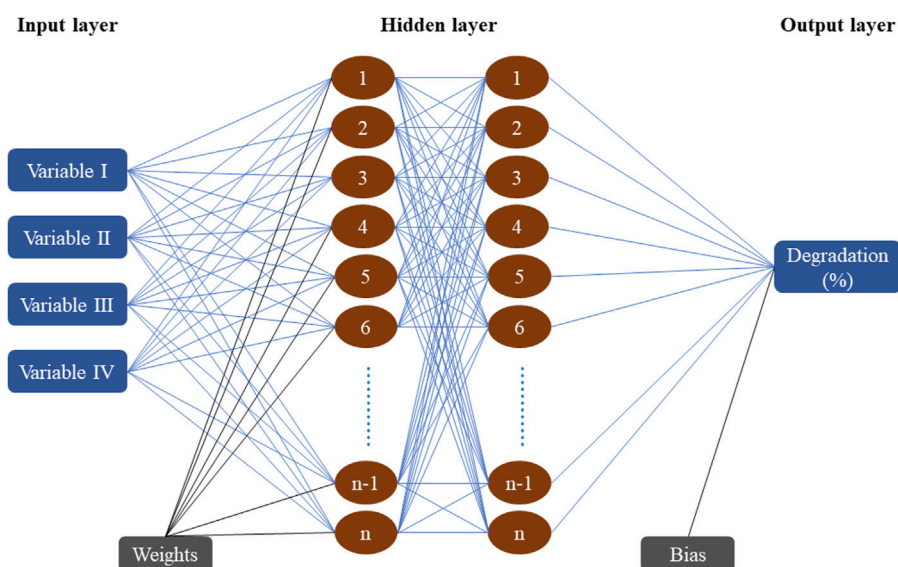 Input layer
Hidden layer
Output layer
Variable I
Variable II
Variable III
Variable IV
1
2
3
4
5
6
n-1
n
1
2
3
4
5
6
n-1
n
Degradation
(%)
Weights
Bias